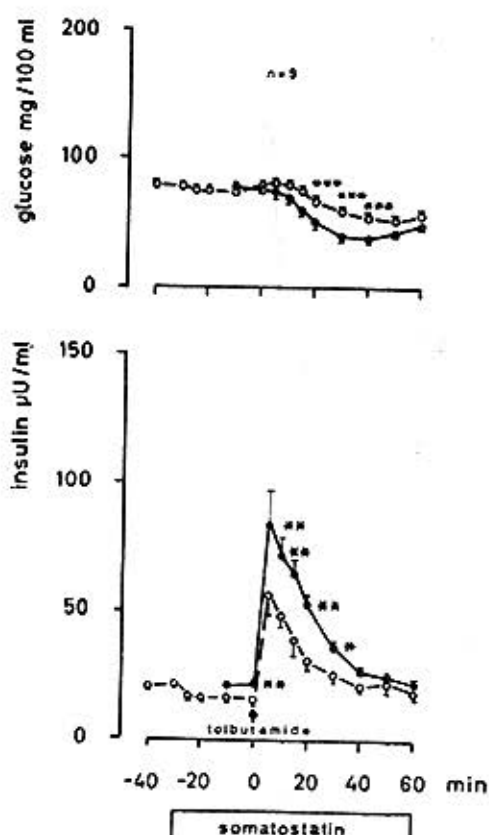 glucose mg/100 ml
200
100
0
n=9
***
***
***
insulin µU/ml
150
100
50
0
**
**
**
*
**
tolbutamide
-40 -20 0 20 40 60 min
somatostatin